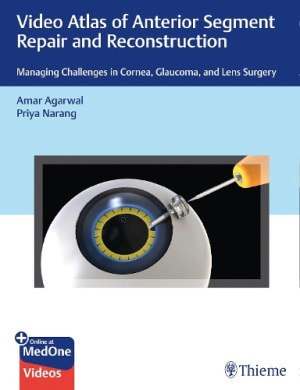 Video Atlas of Anterior Segment
Repair and Reconstruction
Managing Challenges in Cornea, Glaucoma, and Lens Surgery
Amar Agarwal
Priya Narang
+ Online at
MedOne
Videos
Thieme